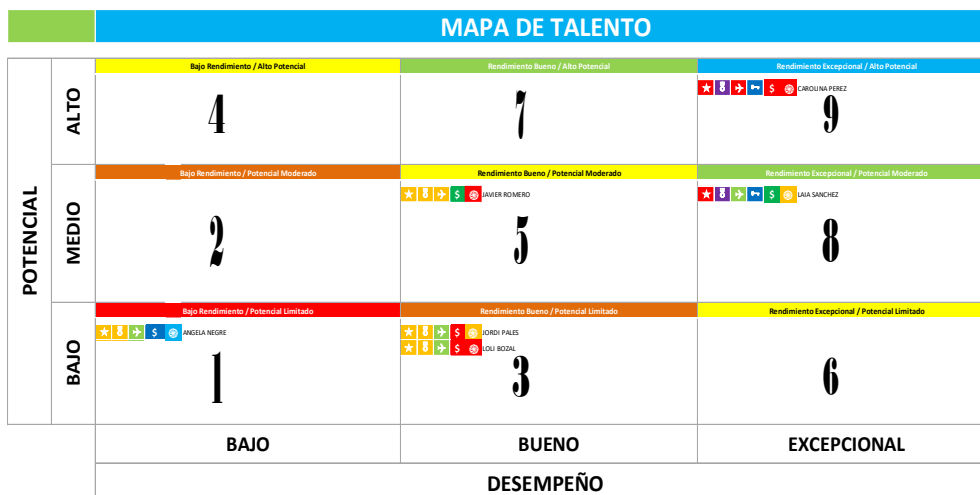 MAPA DE TALENTO
POTENCIAL
ALTO
Bajo Rendimiento / Alto Potencial
4
Rendimiento Bueno / Alto Potencial
7
Rendimiento Excepcional / Alto Potencial
$ CAROLINA PEREZ
9
MEDIO
Bajo Rendimiento / Potencial Moderado
2
Rendimiento Bueno / Potencial Moderado
$ JAVIER ROMERO
5
Rendimiento Excepcional / Potencial Moderado
$ LAIA SANCHEZ
8
BAJO
Bajo Rendimiento / Potencial Limitado
$ ANGELA NEGRE
1
Rendimiento Bueno / Potencial Limitado
$ JORDI PALES
$ LOLI BOZAL
3
Rendimiento Excepcional / Potencial Limitado
6
BAJO
BUENO
EXCEPCIONAL
DESEMPEÑO